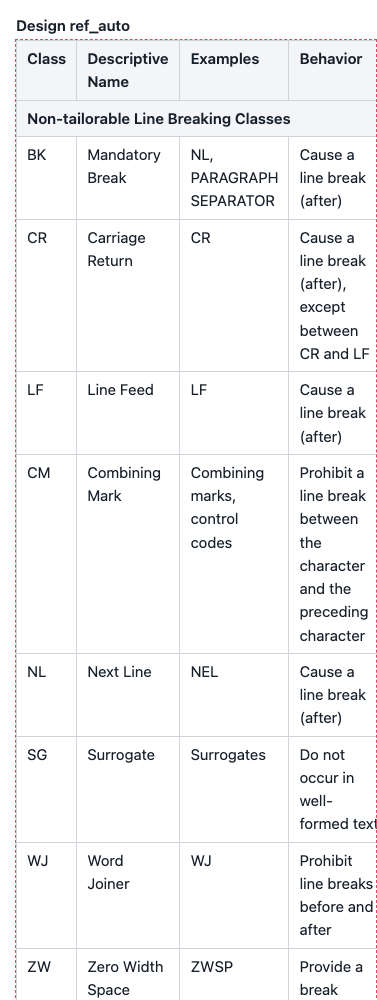 Design ref_auto
Class Descriptive Name Examples Behavior
Non-tailorable Line Breaking Classes
BK Mandatory Break NL, PARAGRAPH SEPARATOR Cause a line break (after)
CR Carriage Return CR Cause a line break (after), except between CR and LF
LF Line Feed LF Cause a line break (after)
CM Combining Mark Combining marks, control codes Prohibit a line break between the character and the preceding character
NL Next Line NEL Cause a line break (after)
SG Surrogate Surrogates Do not occur in well-formed text
WJ Word Joiner WJ Prohibit line breaks before and after
ZW Zero Width Space ZWSP Provide a break